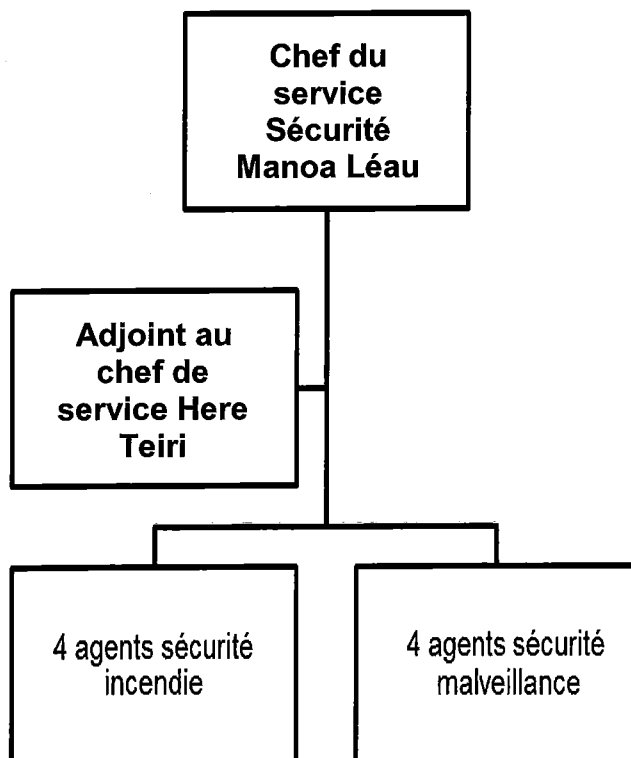 Chef du
service
Sécurité
Manoa Léau
Adjoint au
chef de
service Here
Teiri
4 agents sécurité
incendie
4 agents sécurité
malveillance